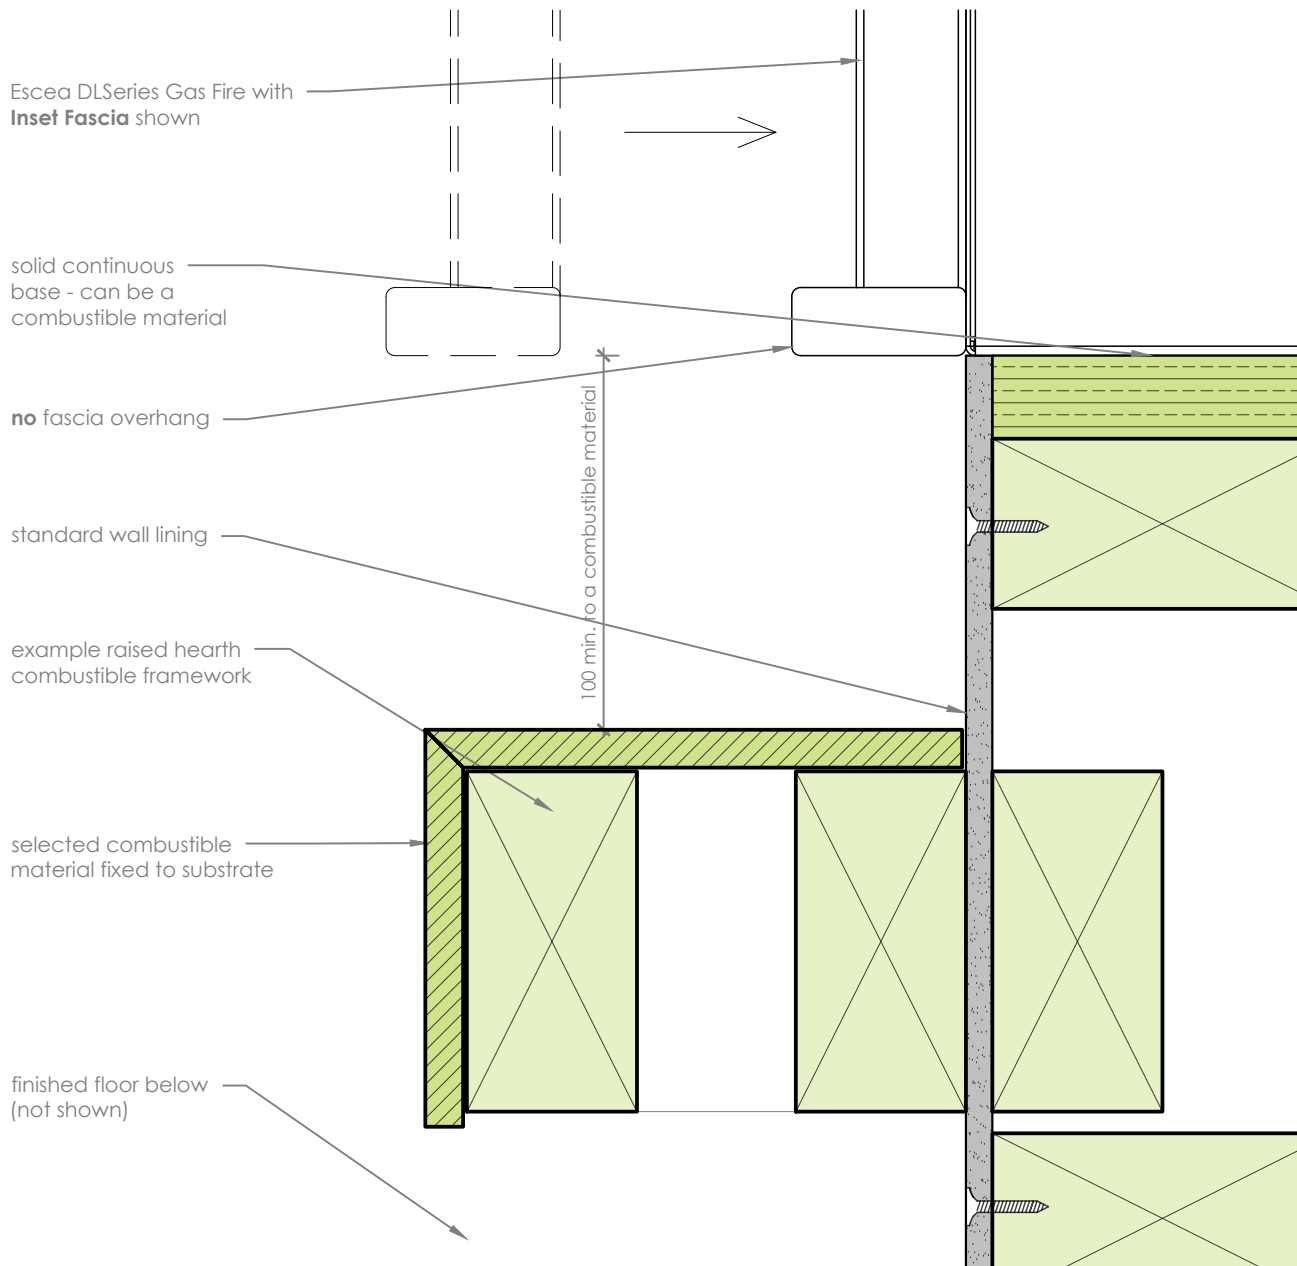 Escea DLSeries Gas Fire with
Inset Fascia shown
solid continuous
base - can be a
combustible material
no fascia overhang
standard wall lining
example raised hearth
combustible framework
selected combustible
material fixed to substrate
finished floor below
(not shown)
100 min. to a combustible material